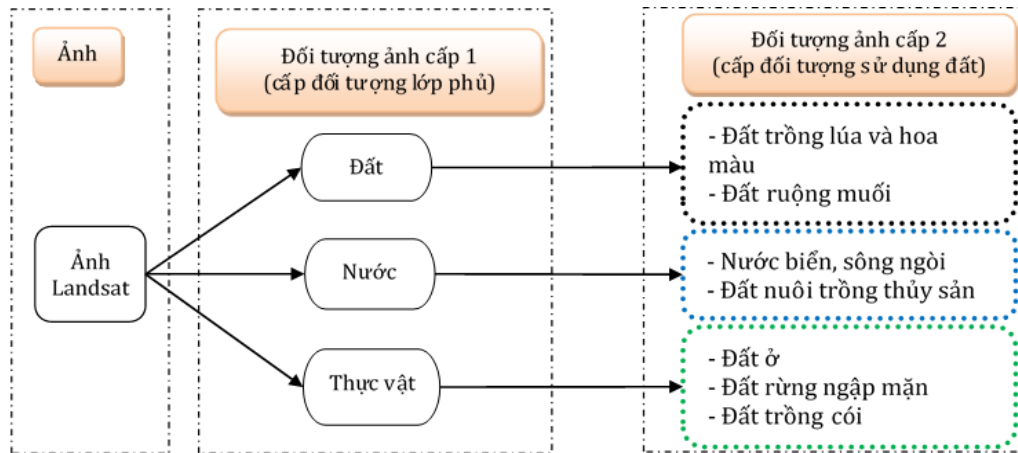 Ảnh
Đối tượng ảnh cấp 1
(cấp đối tượng lớp phủ)
Đối tượng ảnh cấp 2
(cấp đối tượng sử dụng đất)
Ảnh
Landsat
Đất
Nước
Thực vật
- Đất trồng lúa và hoa
màu
- Đất ruộng muối
- Nước biển, sông ngòi
- Đất nuôi trồng thủy sản
- Đất ở
- Đất rừng ngập mặn
- Đất trồng cói